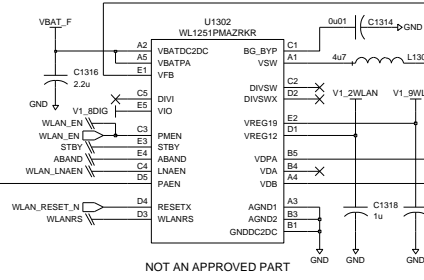 VBAT_F
U1302
WL1251PMAZRKR
0u01 C1314
GND
A2 VBATDC2DC BG_BYP C1
A5 VBATPA VSW A1 4u7 L130
E1 VFB
C1316
2.2u
DIVSW C2
C5 DIVI DIVSWX D2
V1_8DIG E5 VIO
V1_2WLAN V1_9WL
GND
WLAN_EN
VREG19 E2
WLAN_EN C3 PMEN VREG12 D1
STBY E3 STBY
ABAND E4 ABAND VDPA B5
WLAN_LNAEN C4 LNAEN VDA B4
D5 PAEN VDB A4
WLAN_RESET_N D4 RESETX AGND1 A3
WLANRS D3 WLANRS AGND2 B3
GNDDC2DC B1
C1318
1u
GND GND GND
NOT AN APPROVED PART